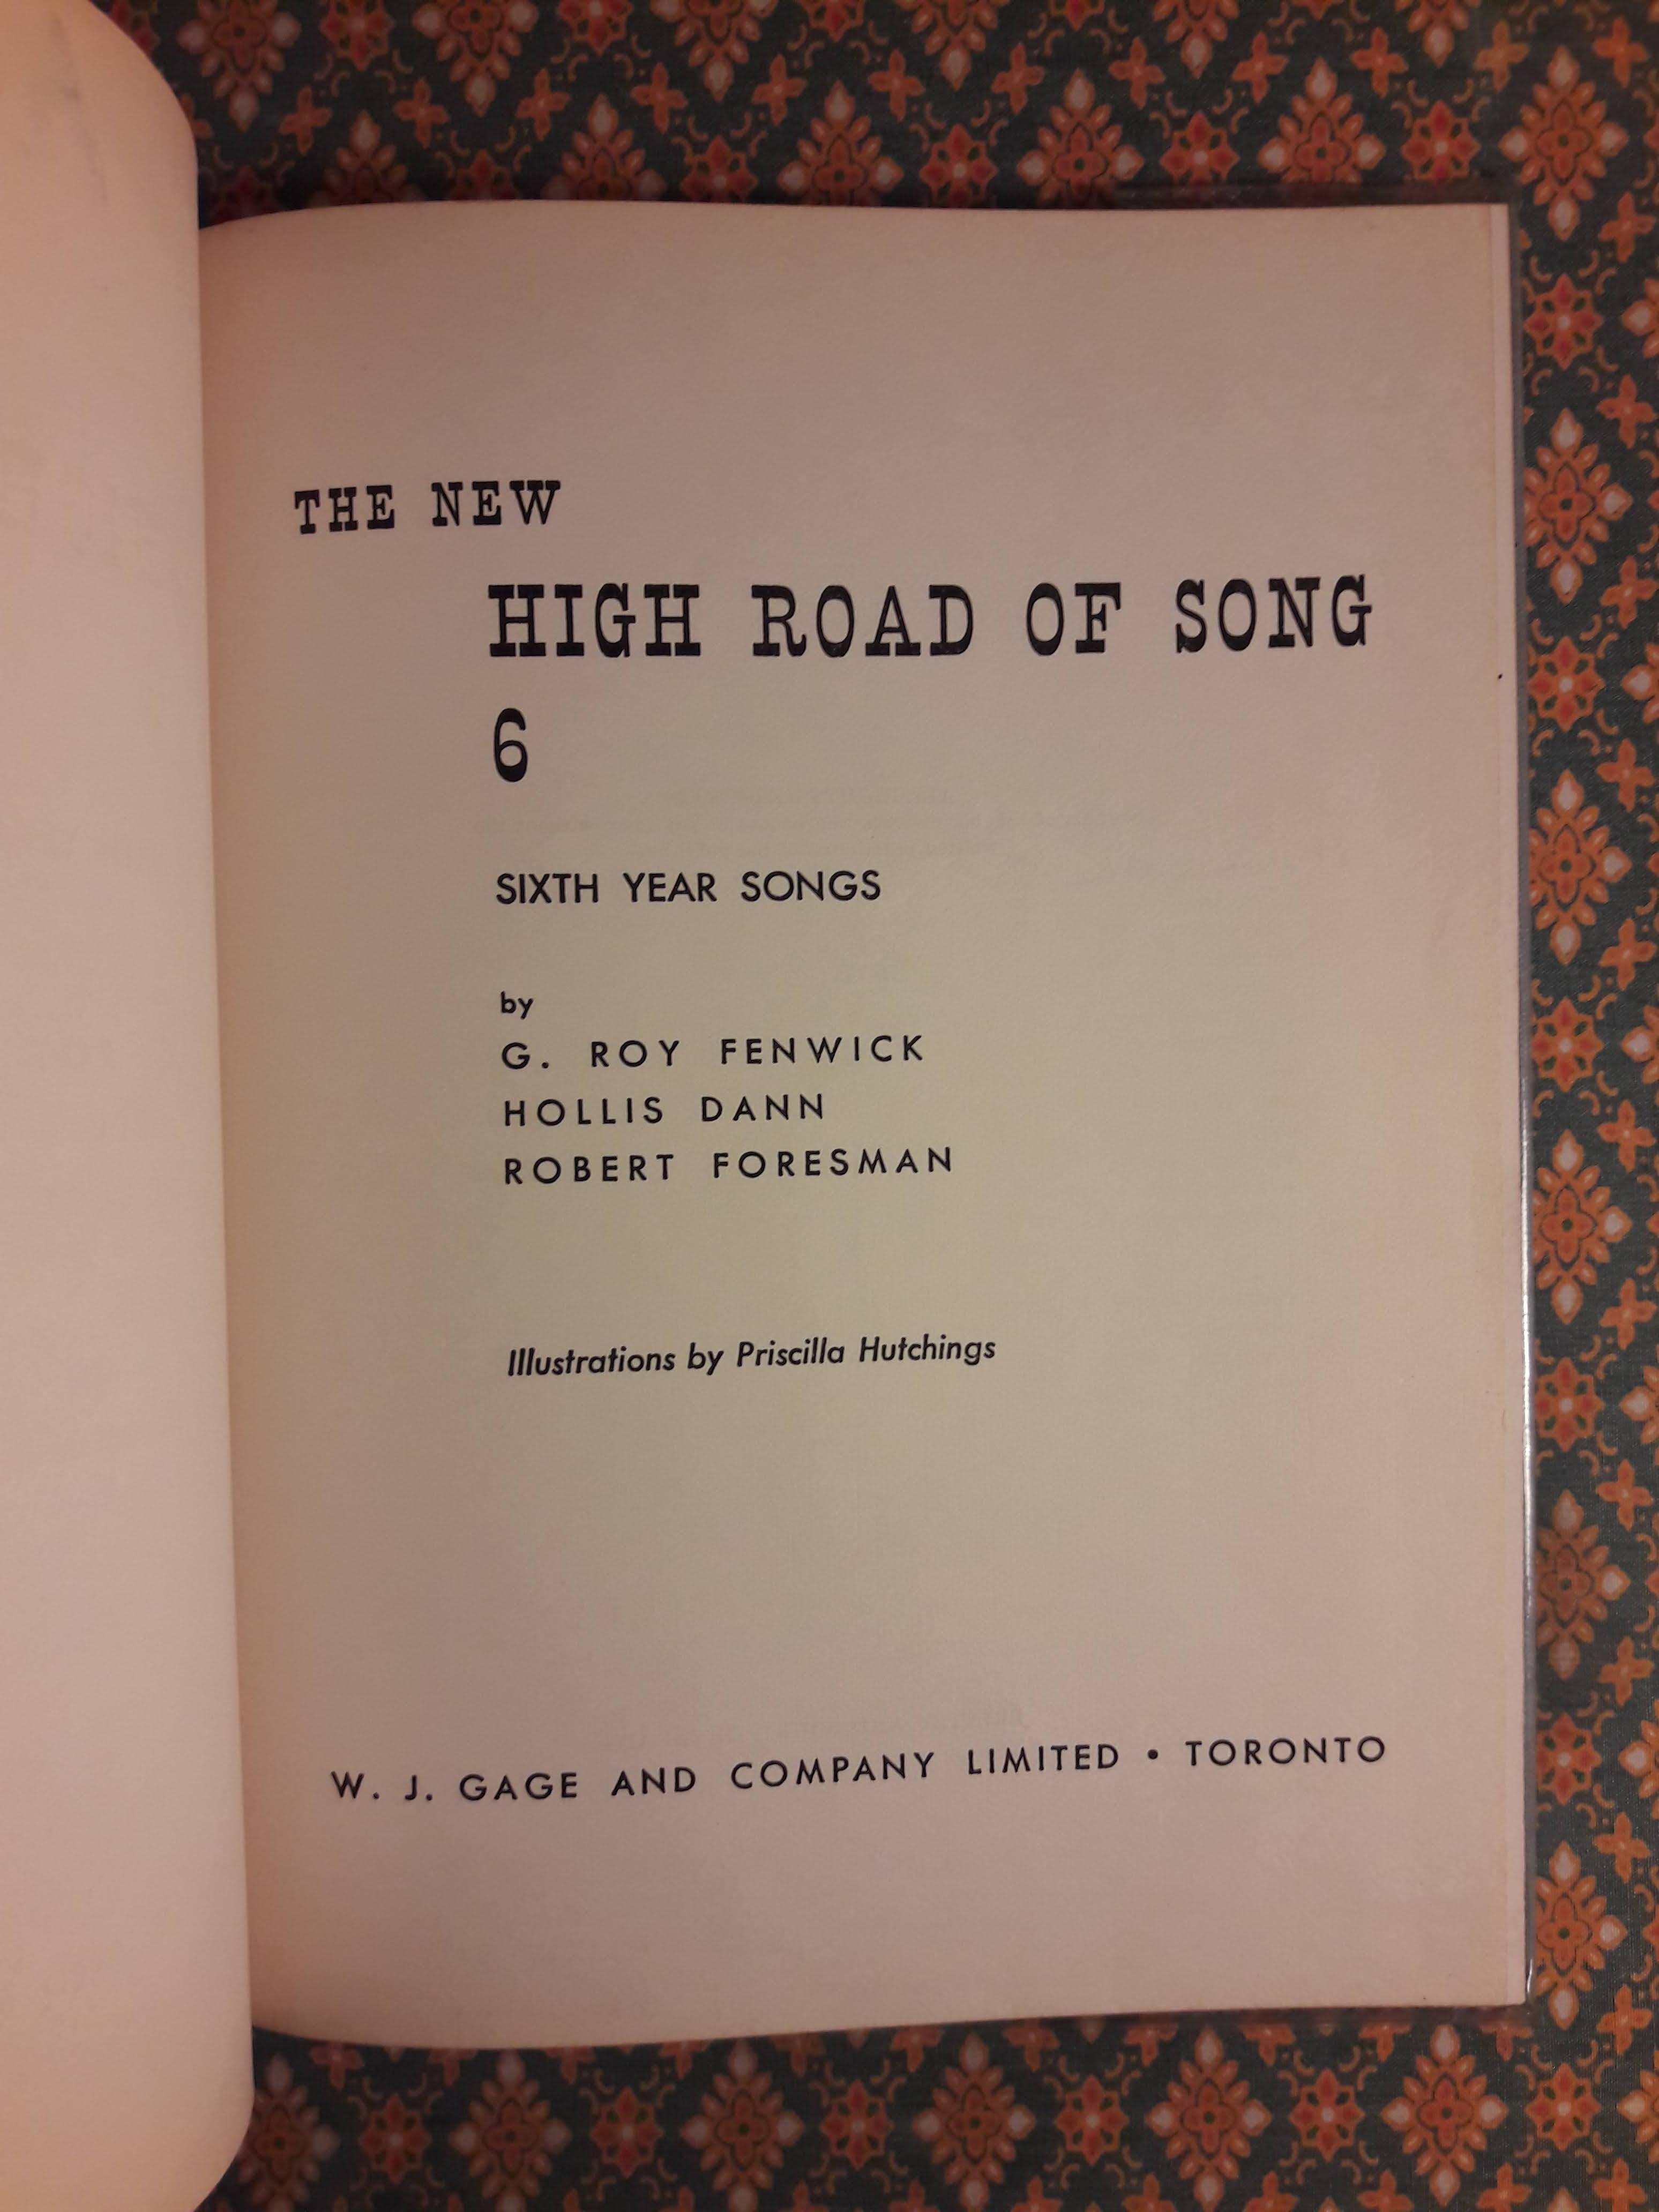 THE NEW
HIGH ROAD OF SONG
6
SIXTH YEAR SONGS
by
G. ROY FENWICK
HOLLIS DANN
ROBERT FORESMAN
Illustrations by Priscilla Hutchings
W. J. GAGE AND COMPANY LIMITED • TORONTO